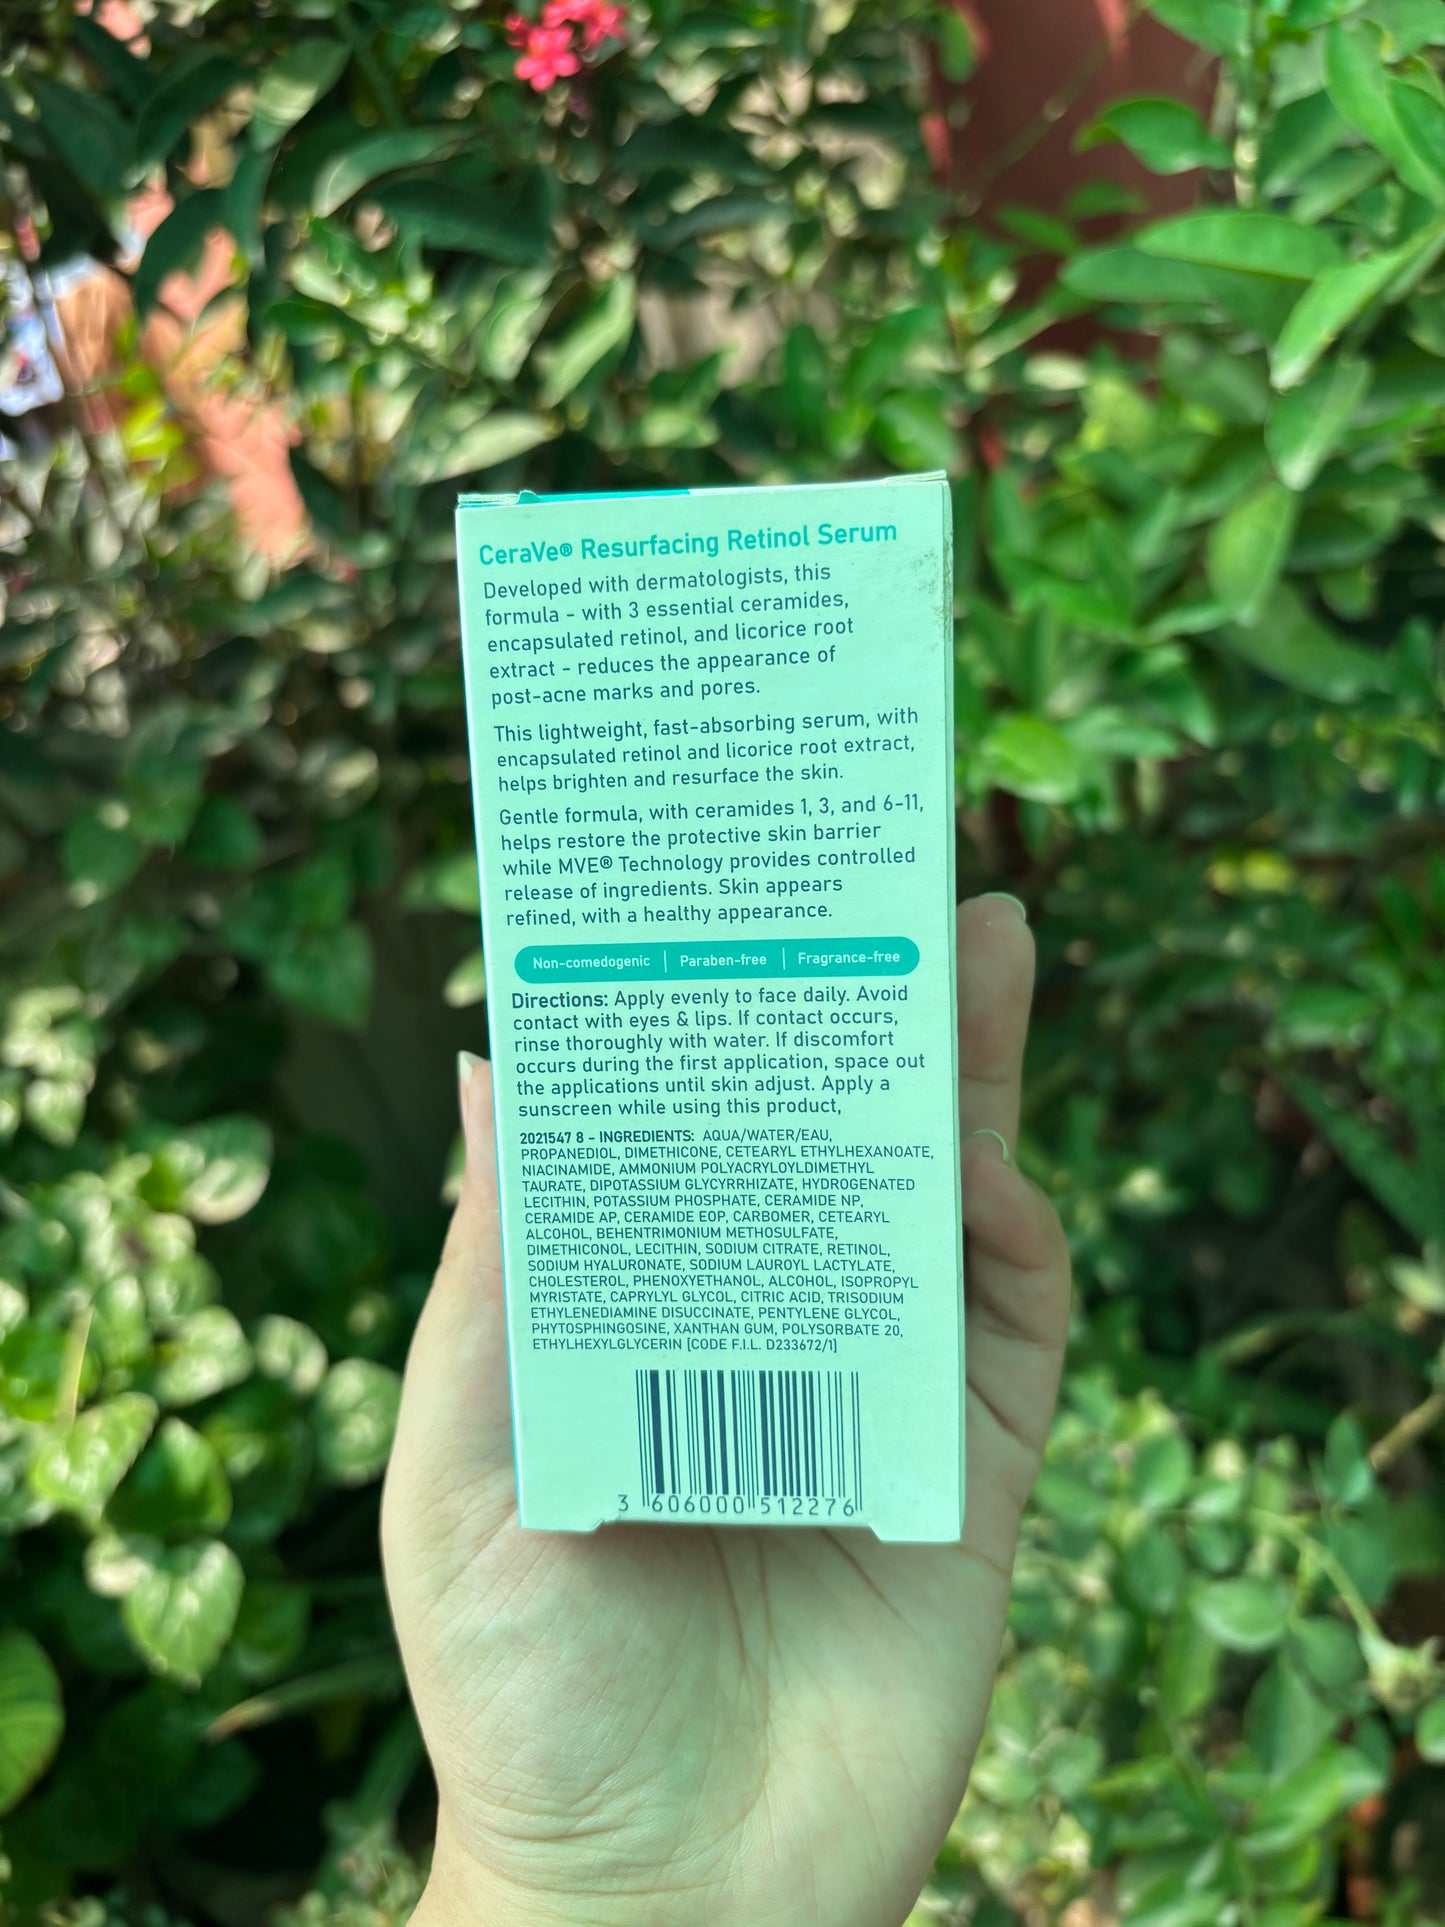 CeraVe® Resurfacing Retinol Serum
Developed with dermatologists, this
formula - with 3 essential ceramides,
encapsulated retinol, and licorice root
extract - reduces the appearance of
post-acne marks and pores.
This lightweight, fast-absorbing serum, with
encapsulated retinol and licorice root extract,
helps brighten and resurface the skin.
Gentle formula, with ceramides 1, 3, and 6-11,
helps restore the protective skin barrier
while MVE® Technology provides controlled
release of ingredients. Skin appears
refined, with a healthy appearance.
Non-comedogenic | Paraben-free | Fragrance-free
Directions: Apply evenly to face daily. Avoid
contact with eyes & lips. If contact occurs,
rinse thoroughly with water. If discomfort
occurs during the first application, space out
the applications until skin adjust. Apply a
sunscreen while using this product,
2021547 8 - INGREDIENTS: AQUA/WATER/EAU,
PROPANEDIOL, DIMETHICONE, CETEARYL ETHYLHEXANOATE,
NIACINAMIDE, AMMONIUM POLYACRYLOYLDIMETHYL
TAURATE, DIPOTASSIUM GLYCYRRHIZATE, HYDROGENATED
LECITHIN, POTASSIUM PHOSPHATE, CERAMIDE NP,
CERAMIDE AP, CERAMIDE EOP, CARBOMER, CETEARYL
ALCOHOL, BEHENTRIMONIUM METHOSULFATE,
DIMETHICONOL, LECITHIN, SODIUM CITRATE, RETINOL,
SODIUM HYALURONATE, SODIUM LAUROYL LACTYLATE,
CHOLESTEROL, PHENOXYETHANOL, ALCOHOL, ISOPROPYL
MYRISTATE, CAPRYLYL GLYCOL, CITRIC ACID, TRISODIUM
ETHYLENEDIAMINE DISUCCINATE, PENTYLENE GLYCOL,
PHYTOSPHINGOSINE, XANTHAN GUM, POLYSORBATE 20,
ETHYLHEXYLGLYCERIN [CODE F.I.L. D233672/1]
3 606000 512276